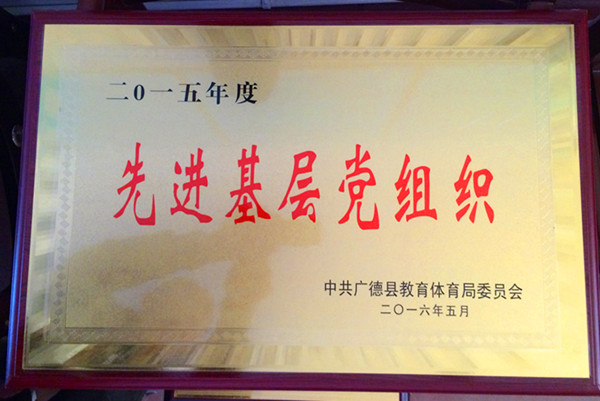 二0一五年度
先进基层党组织
中共广德县教育体育局委员会
二〇一六年五月